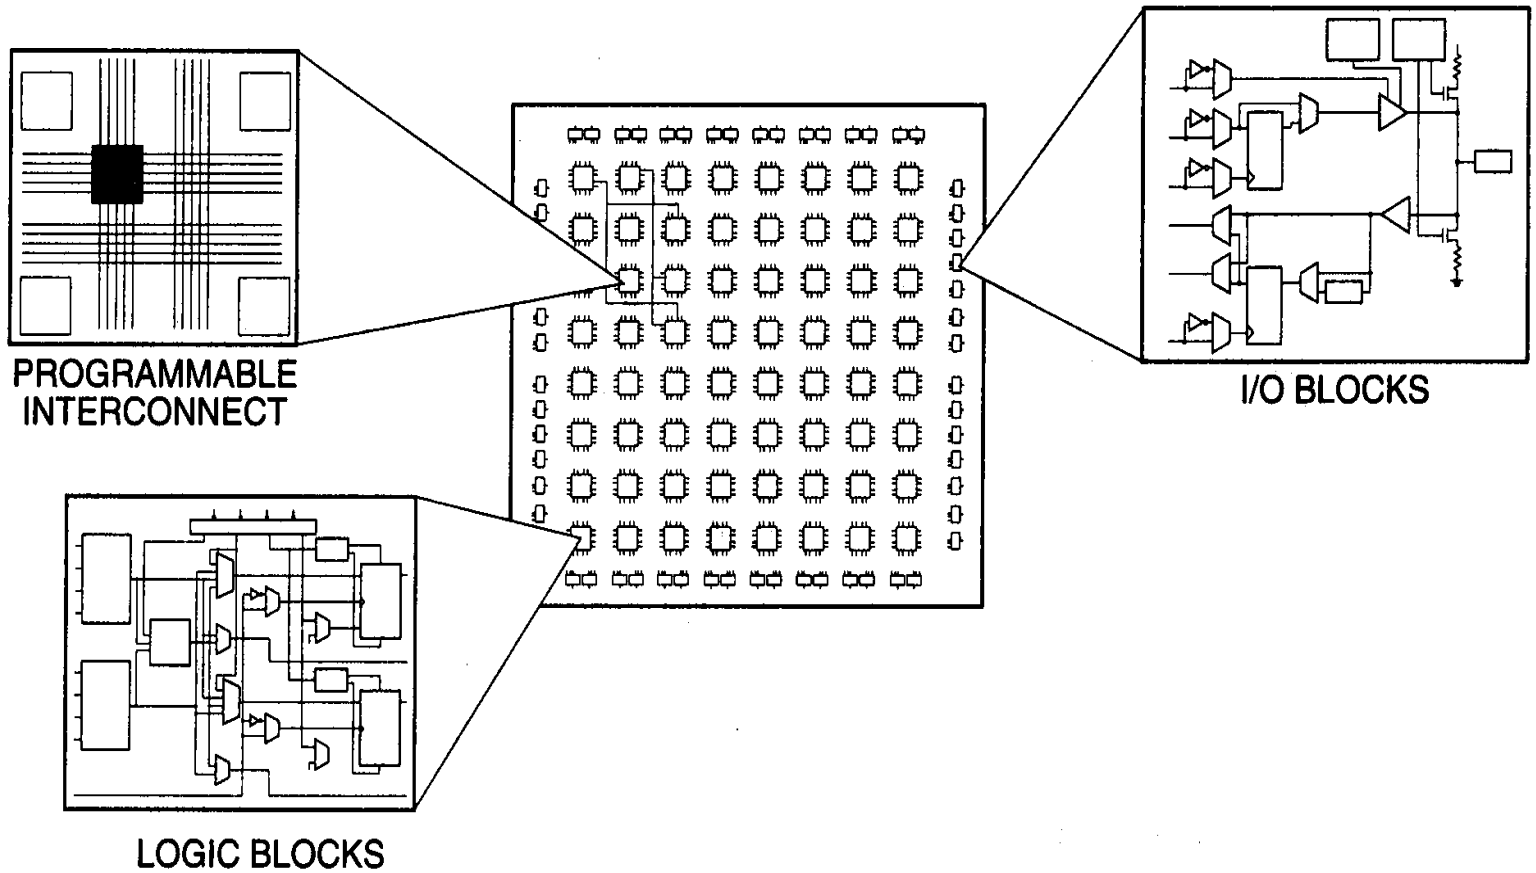 PROGRAMMABLE
INTERCONNECT
I/O BLOCKS
LOGIC BLOCKS